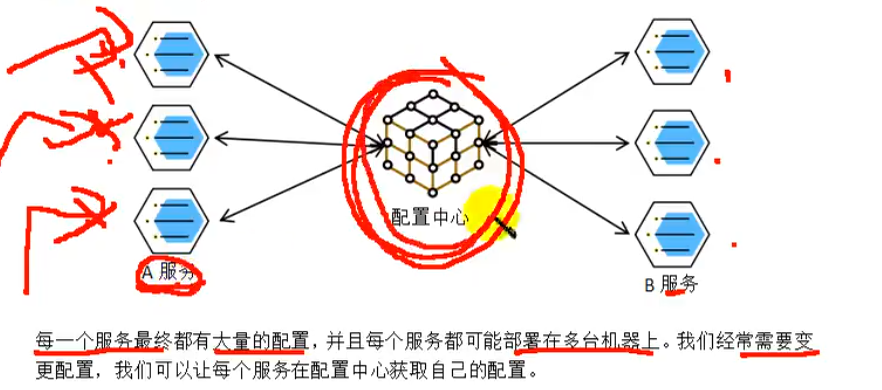 配置中心
A 服务
B 服务
每一个服务最终都有大量的配置，并且每个服务都可能部署在多台机器上。我们经常需要变
更配置，我们可以让每个服务在配置中心获取自己的配置。